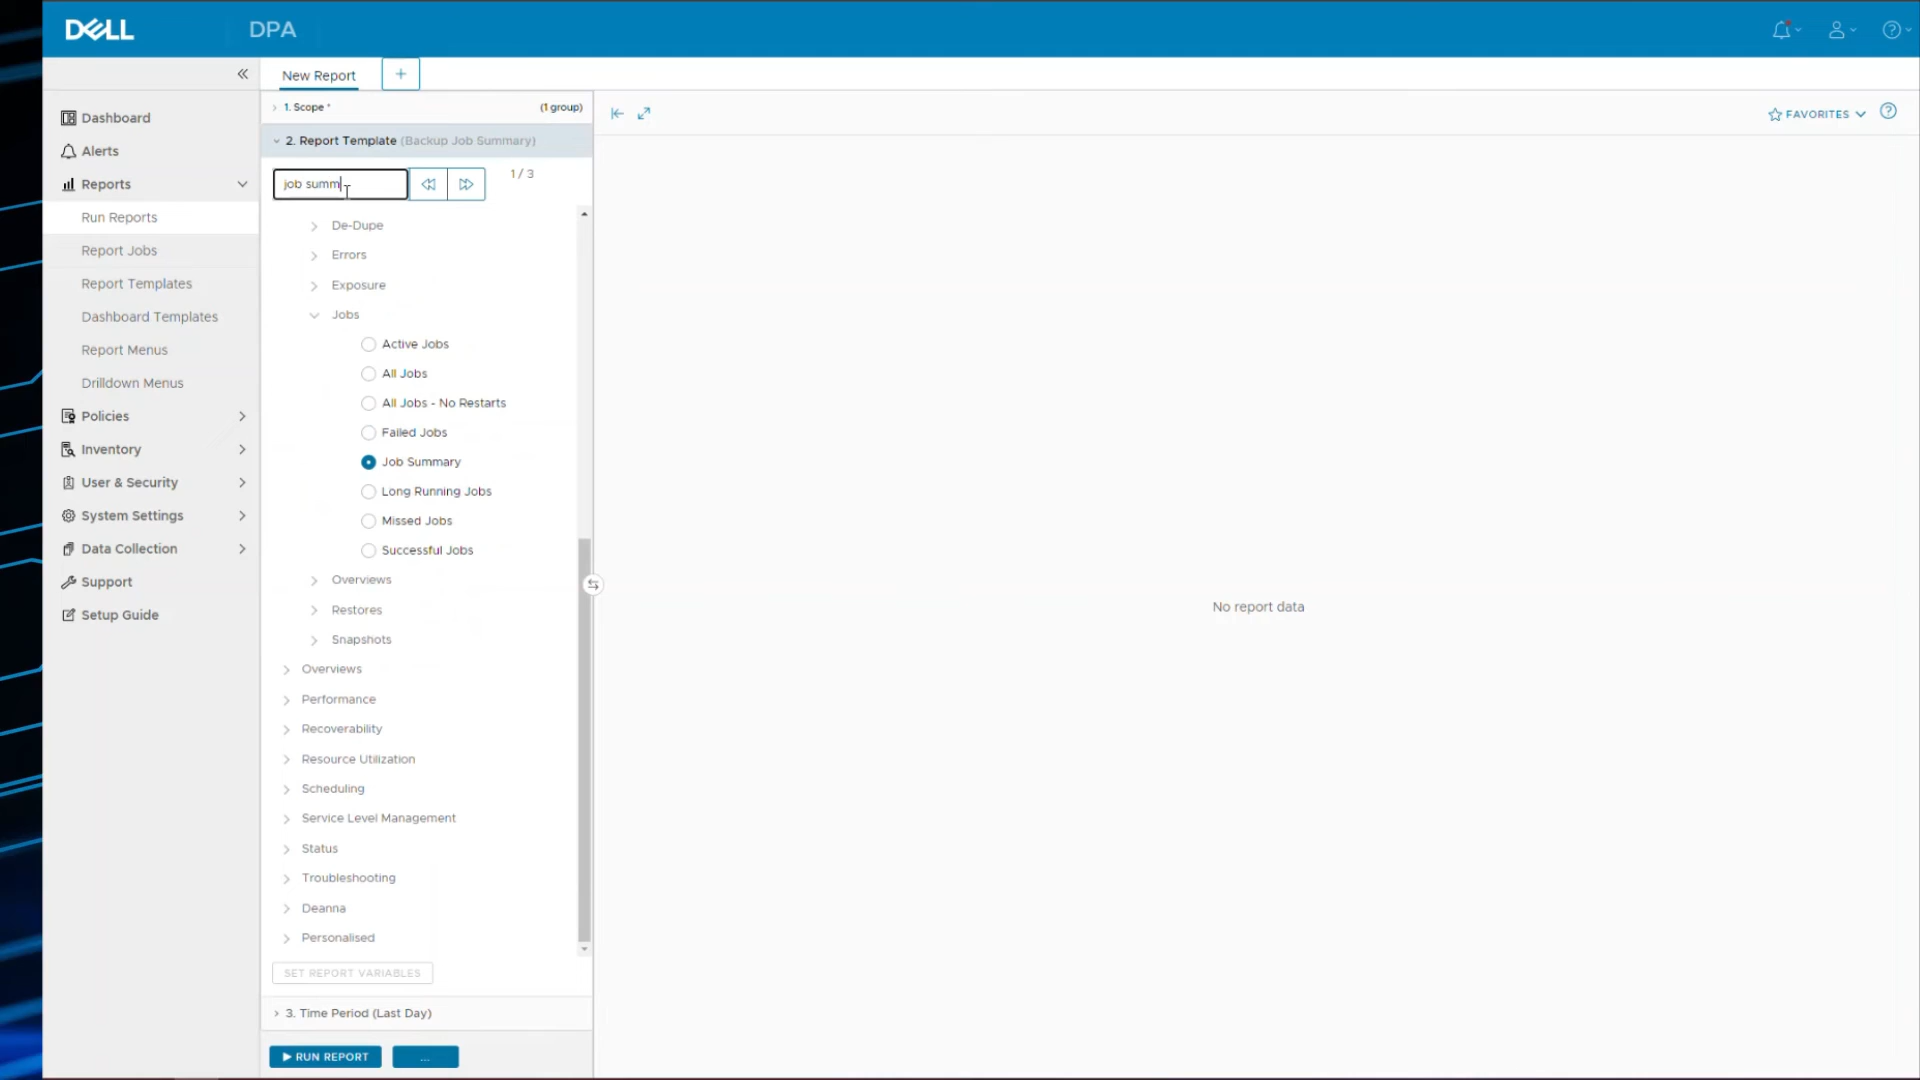 DELL
DPA
New Report
+
1. Scope * (1 group)
2. Report Template (Backup Job Summary)
job summ
1 / 3
FAVORITES
Dashboard
Alerts
Reports
Run Reports
Report Jobs
Report Templates
Dashboard Templates
Report Menus
Drilldown Menus
Policies
Inventory
User & Security
System Settings
Data Collection
Support
Setup Guide
De-Dupe
Errors
Exposure
Jobs
Active Jobs
All Jobs
All Jobs - No Restarts
Failed Jobs
Job Summary
Long Running Jobs
Missed Jobs
Successful Jobs
Overviews
Restores
Snapshots
Overviews
Performance
Recoverability
Resource Utilization
Scheduling
Service Level Management
Status
Troubleshooting
Deanna
Personalised
SET REPORT VARIABLES
3. Time Period (Last Day)
RUN REPORT
...
No report data